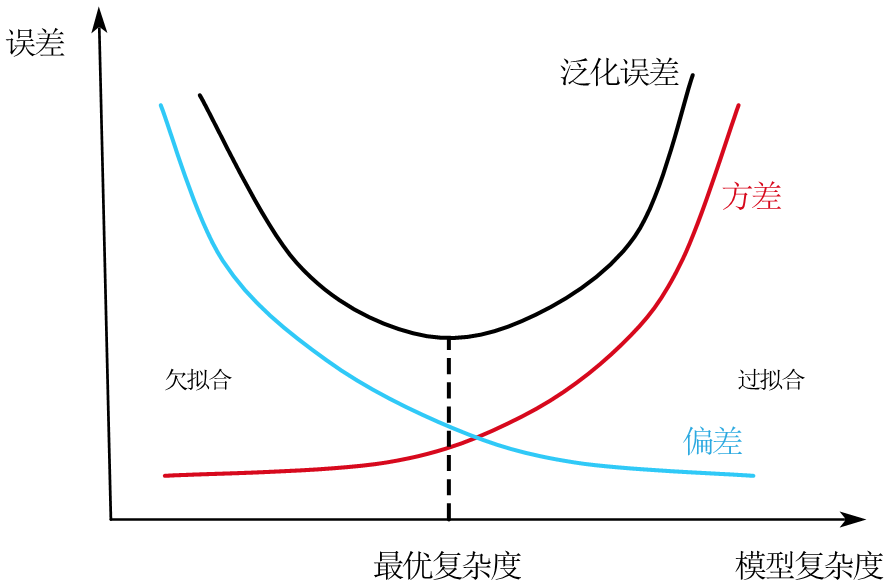 误差
泛化误差
方差
欠拟合
过拟合
偏差
最优复杂度
模型复杂度